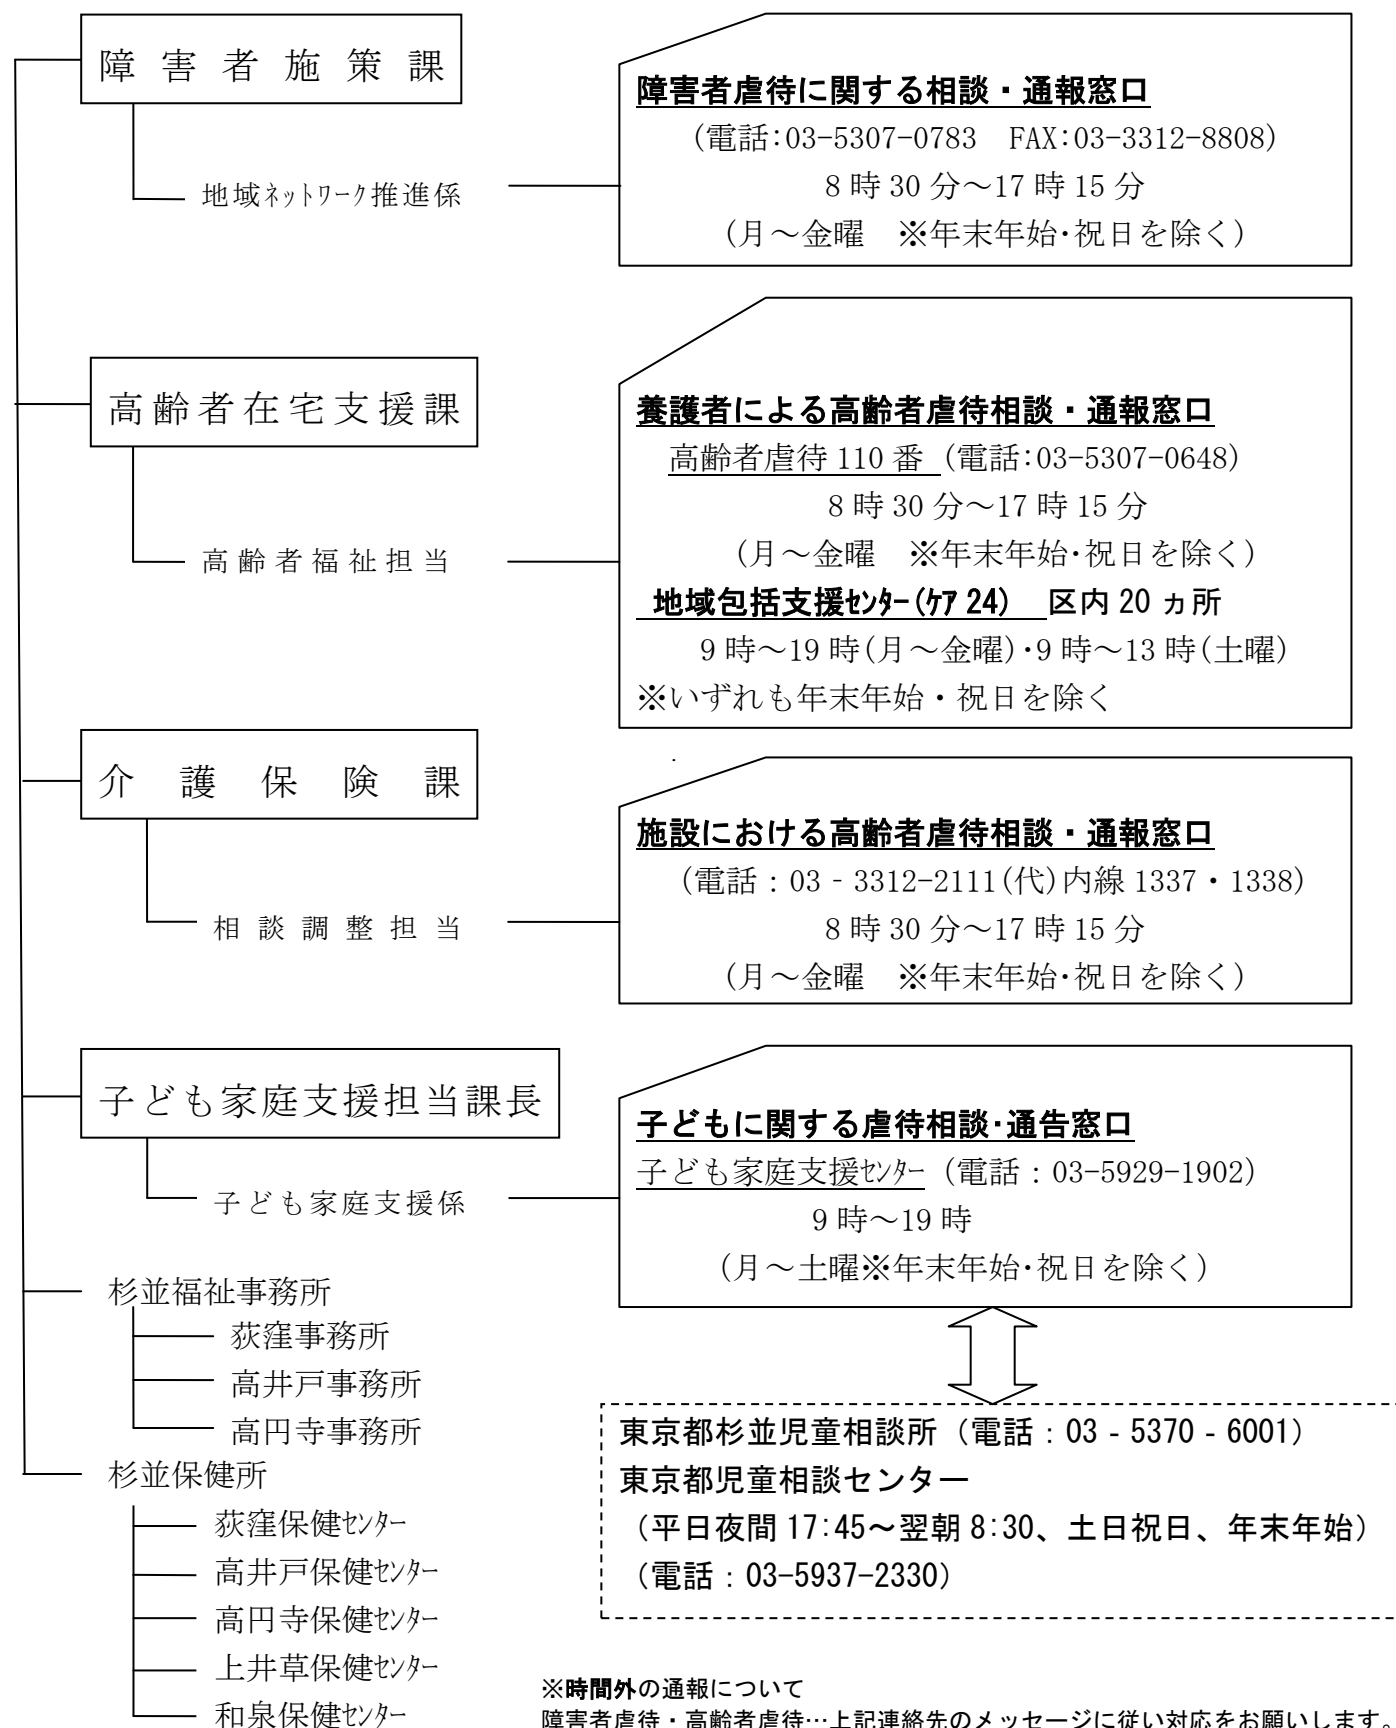 障害者施策課
地域ﾈｯﾄﾜｰｸ推進係
障害者虐待に関する相談・通報窓口
(電話:03-5307-0783　FAX:03-3312-8808)
8時30分～17時15分
(月～金曜　※年末年始･祝日を除く)
高齢者在宅支援課
高齢者福祉担当
養護者による高齢者虐待相談・通報窓口
高齢者虐待110番 (電話:03-5307-0648)
8時30分～17時15分
(月～金曜　※年末年始･祝日を除く)
地域包括支援ｾﾝﾀｰ(ｹｱ24)　区内20ヵ所
9時～19時(月～金曜)･9時～13時(土曜)
※いずれも年末年始・祝日を除く
介護保険課
相談調整担当
施設における高齢者虐待相談・通報窓口
(電話：03‐3312-2111(代)内線1337・1338)
8時30分～17時15分
(月～金曜　※年末年始･祝日を除く)
子ども家庭支援担当課長
子ども家庭支援係
子どもに関する虐待相談･通告窓口
子ども家庭支援ｾﾝﾀｰ (電話：03-5929-1902)
9時～19時
(月～土曜※年末年始･祝日を除く)
杉並福祉事務所
荻窪事務所
高井戸事務所
高円寺事務所
杉並保健所
荻窪保健ｾﾝﾀｰ
高井戸保健ｾﾝﾀｰ
高円寺保健ｾﾝﾀｰ
上井草保健ｾﾝﾀｰ
和泉保健ｾﾝﾀｰ
東京都杉並児童相談所（電話：03‐5370‐6001）
東京都児童相談センター
（平日夜間17:45～翌朝8:30、土日祝日、年末年始）
（電話：03-5937-2330）
※時間外の通報について
障害者虐待・高齢者虐待…上記連絡先のメッセージに従い対応をお願いします。